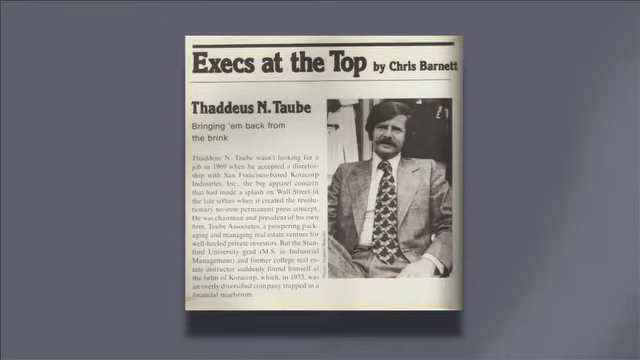 Execs at the Top by Chris Barnett
Thaddeus N. Taube
Bringing 'em back from
the brink
Thaddeus N. Taube wasn't looking for a
job in 1969 when he accepted a director-
ship with San Francisco-based Koracorp
Industries, Inc., the big apparel concern
that had made a splash on Wall Street in
the late sixties when it created the revolu-
tionary no-iron permanent press concept.
He was chairman and president of his own
firm, Taube Associates, a prospering pack-
aging and managing real estate venture for
well-heeled private investors. But the Stan-
ford University grad (M.S. in Industrial
Management) and former college real es-
tate instructor suddenly found himself at
the helm of Koracorp, which, in 1973, was
an overly diversified company trapped in a
financial maelstrom.